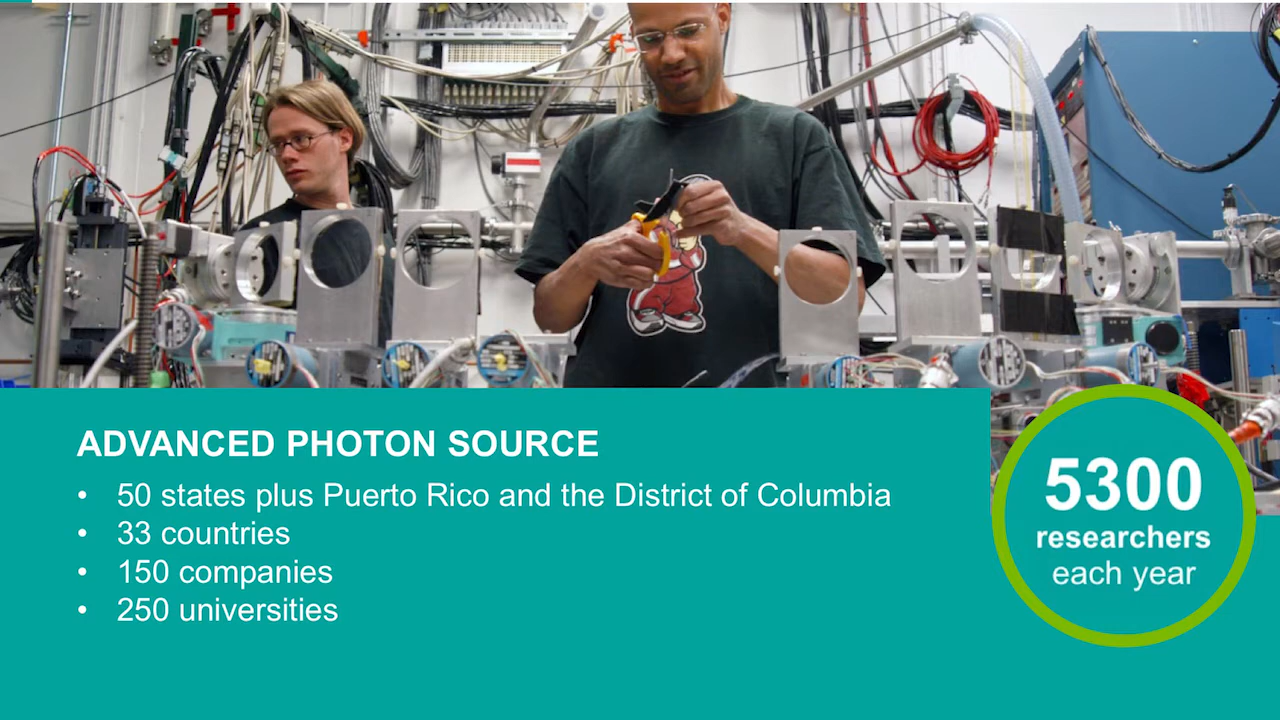 ADVANCED PHOTON SOURCE
• 50 states plus Puerto Rico and the District of Columbia
• 33 countries
• 150 companies
• 250 universities
5300
researchers
each year